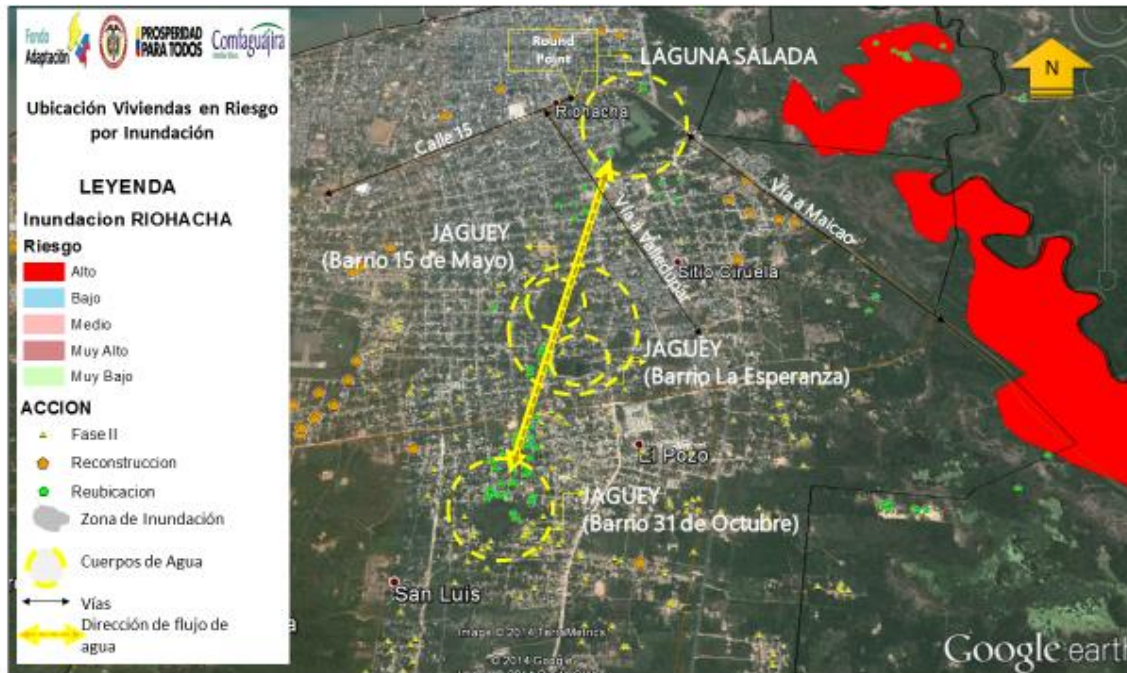 Fondo
Adaptación
PROSPERIDAD
PARA TODOS
Comfaguajira
Ubicación Viviendas en Riesgo
por Inundación
LEYENDA
Inundacion RIOHACHA
Riesgo
Alto
Bajo
Medio
Muy Alto
Muy Bajo
ACCION
Fase II
Reconstruccion
Reubicacion
Zona de Inundación
Cuerpos de Agua
Vías
Dirección de flujo de
agua
Round
Point
LAGUNA SALADA
N
Riohacha
Calle 15
Vía a Maicao
Vía a Valledupar
JAGUEY
(Barrio 15 de Mayo)
Sitio Ciruela
JAGUEY
(Barrio La Esperanza)
El Pozo
JAGUEY
(Barrio 31 de Octubre)
San Luis
Image © 2014 TerraMetrics
© 2014 Google
Google earth